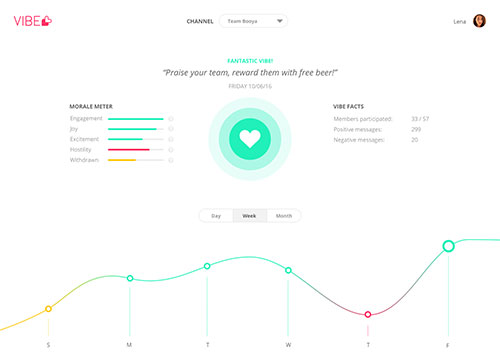 VIBE
CHANNEL
Team Booya
Lena
FANTASTIC VIBE!
“Praise your team, reward them with free beer!”
FRIDAY 10/06/16
MORALE METER
Engagement
Joy
Excitement
Hostility
Withdrawn
VIBE FACTS
Members participated: 33 / 57
Positive messages: 299
Negative messages: 20
Day Week Month
S M T W T F